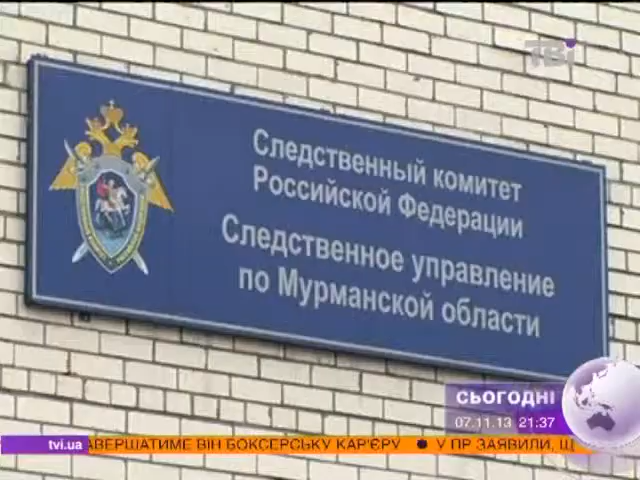 ТВі
Следственный комитет
Российской Федерации
Следственное управление
по Мурманской области
СЬОГОДНІ
07.11.13 21:37
tvi.ua АВЕРШАТИМЕ ВІН БОКСЕРСЬКУ КАР'ЄРУ ● У ПР ЗАЯВИЛИ, Щ